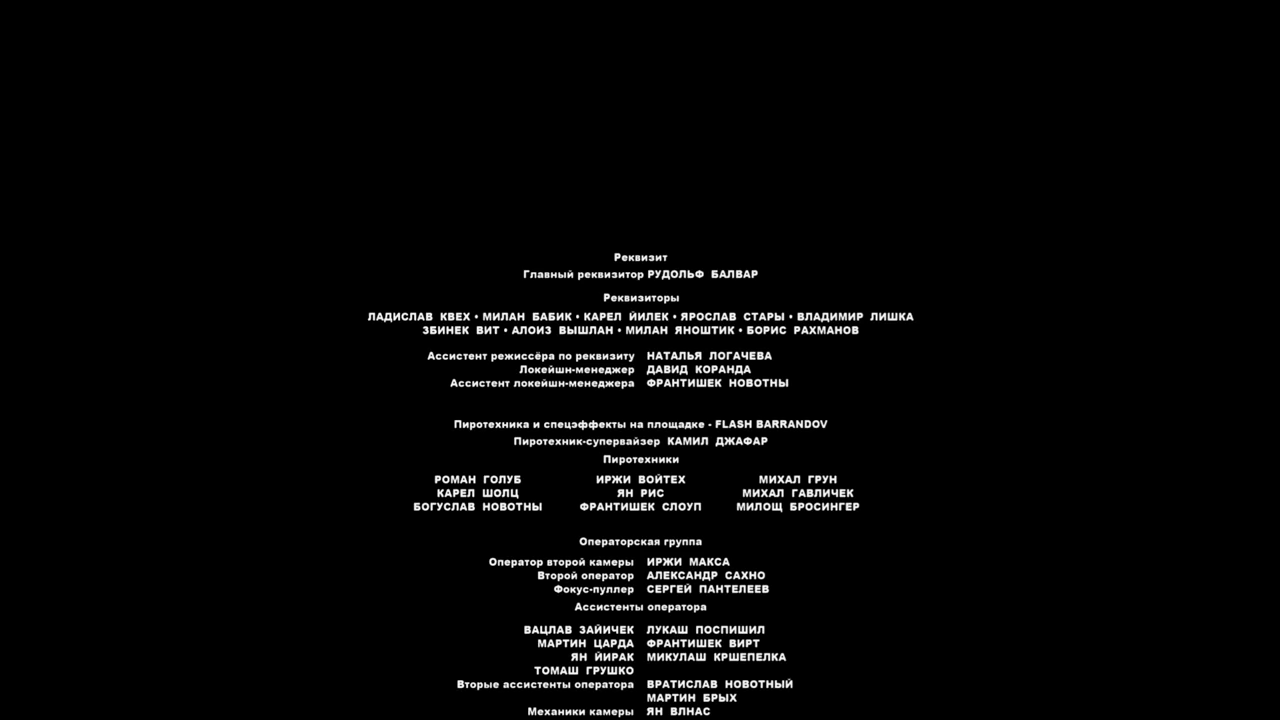 Реквизит
Главный реквизитор РУДОЛЬФ БАЛВАР
Реквизиторы
ЛАДИСЛАВ КВЕХ • МИЛАН БАБИК • КАРЕЛ ЙИЛЕК • ЯРОСЛАВ СТАРЫ • ВЛАДИМИР ЛИШКА
ЗБИНЕК ВИТ • АЛОИЗ ВЫШЛАН • МИЛАН ЯНОШТИК • БОРИС РАХМАНОВ
Ассистент режиссёра по реквизиту НАТАЛЬЯ ЛОГАЧЕВА
Локейшн-менеджер ДАВИД КОРАНДА
Ассистент локейшн-менеджера ФРАНТИШЕК НОВОТНЫ
Пиротехника и спецэффекты на площадке - FLASH BARRANDOV
Пиротехник-супервайзер КАМИЛ ДЖАФАР
Пиротехники
РОМАН ГОЛУБ ИРЖИ ВОЙТЕХ МИХАЛ ГРУН
КАРЕЛ ШОЛЦ ЯН РИС МИХАЛ ГАВЛИЧЕК
БОГУСЛАВ НОВОТНЫ ФРАНТИШЕК СЛОУП МИЛОЩ БРОСИНГЕР
Операторская группа
Оператор второй камеры ИРЖИ МАКСА
Второй оператор АЛЕКСАНДР САХНО
Фокус-пуллер СЕРГЕЙ ПАНТЕЛЕЕВ
Ассистенты оператора
ВАЦЛАВ ЗАЙИЧЕК ЛУКАШ ПОСПИШИЛ
МАРТИН ЦАРДА ФРАНТИШЕК ВИРТ
ЯН ЙИРАК МИКУЛАШ КРШЕПЕЛКА
ТОМАШ ГРУШКО
Вторые ассистенты оператора ВРАТИСЛАВ НОВОТНЫЙ
МАРТИН БРЫХ
Механики камеры ЯН ВЛНАС